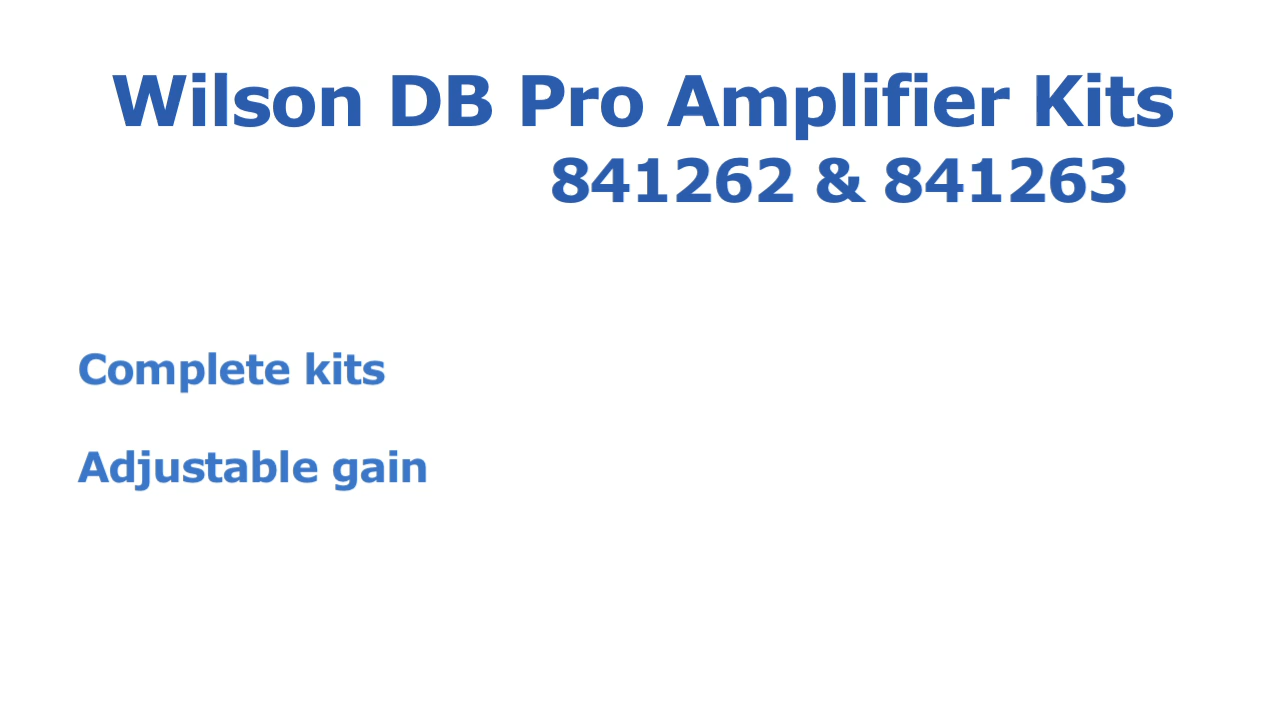 Wilson DB Pro Amplifier Kits
841262 & 841263
Complete kits
Adjustable gain